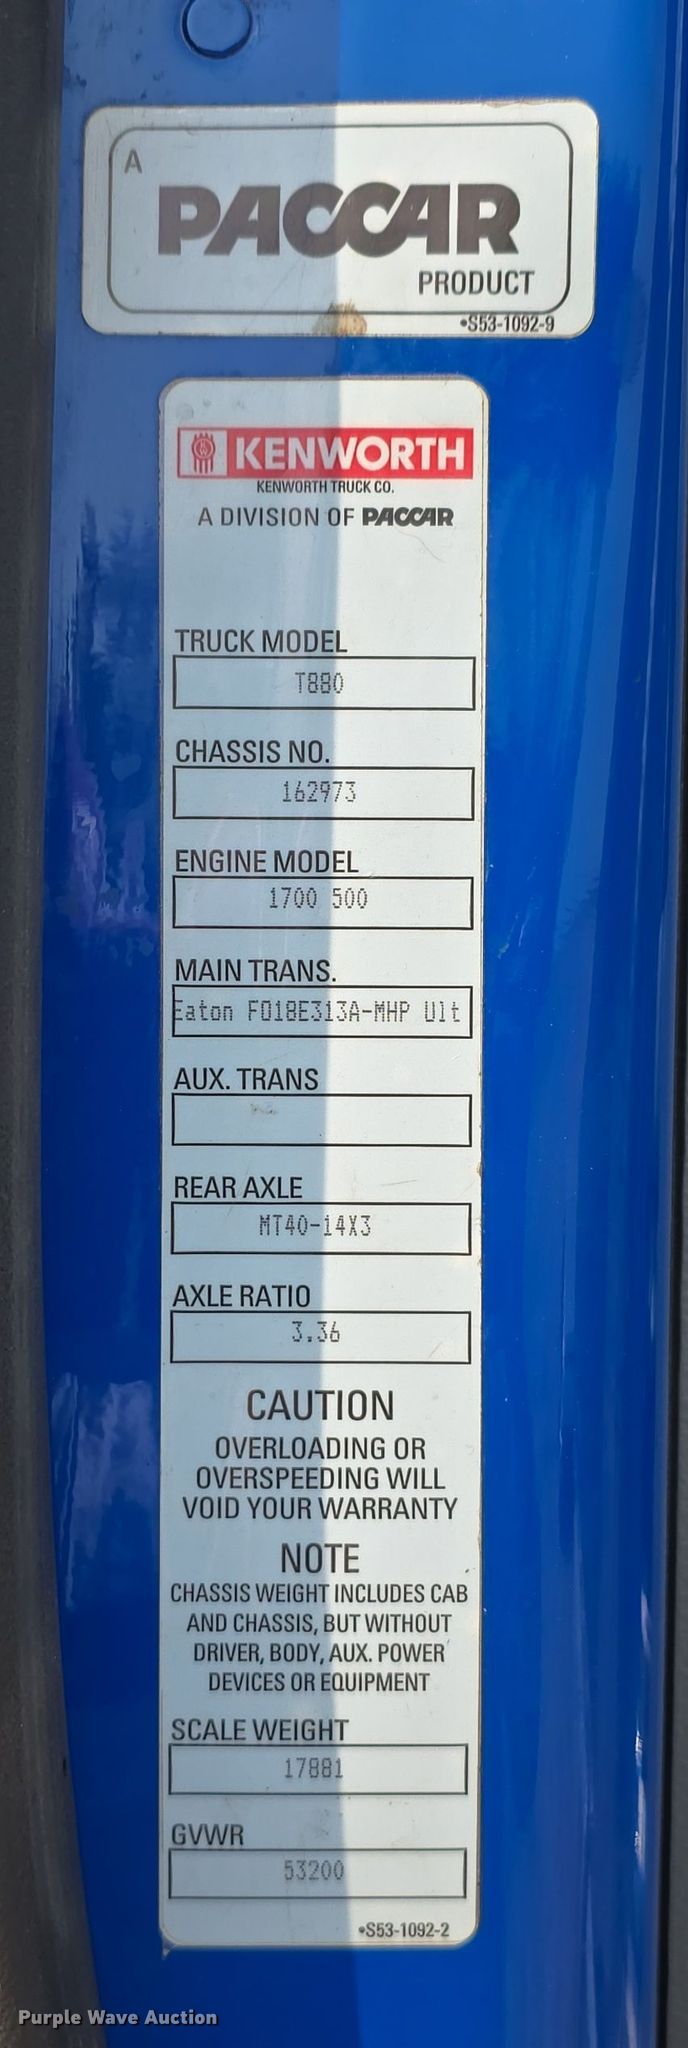 A
PACCAR
PRODUCT
•S53-1092-9
KENWORTH
KENWORTH TRUCK CO.
A DIVISION OF PACCAR
TRUCK MODEL
T880
CHASSIS NO.
162973
ENGINE MODEL
1700 500
MAIN TRANS.
Eaton FO18E313A-MHP Ult
AUX. TRANS
REAR AXLE
MT40-14X3
AXLE RATIO
3.36
CAUTION
OVERLOADING OR
OVERSPEEDING WILL
VOID YOUR WARRANTY
NOTE
CHASSIS WEIGHT INCLUDES CAB
AND CHASSIS, BUT WITHOUT
DRIVER, BODY, AUX. POWER
DEVICES OR EQUIPMENT
SCALE WEIGHT
17881
GVWR
53200
•S53-1092-2
Purple Wave Auction